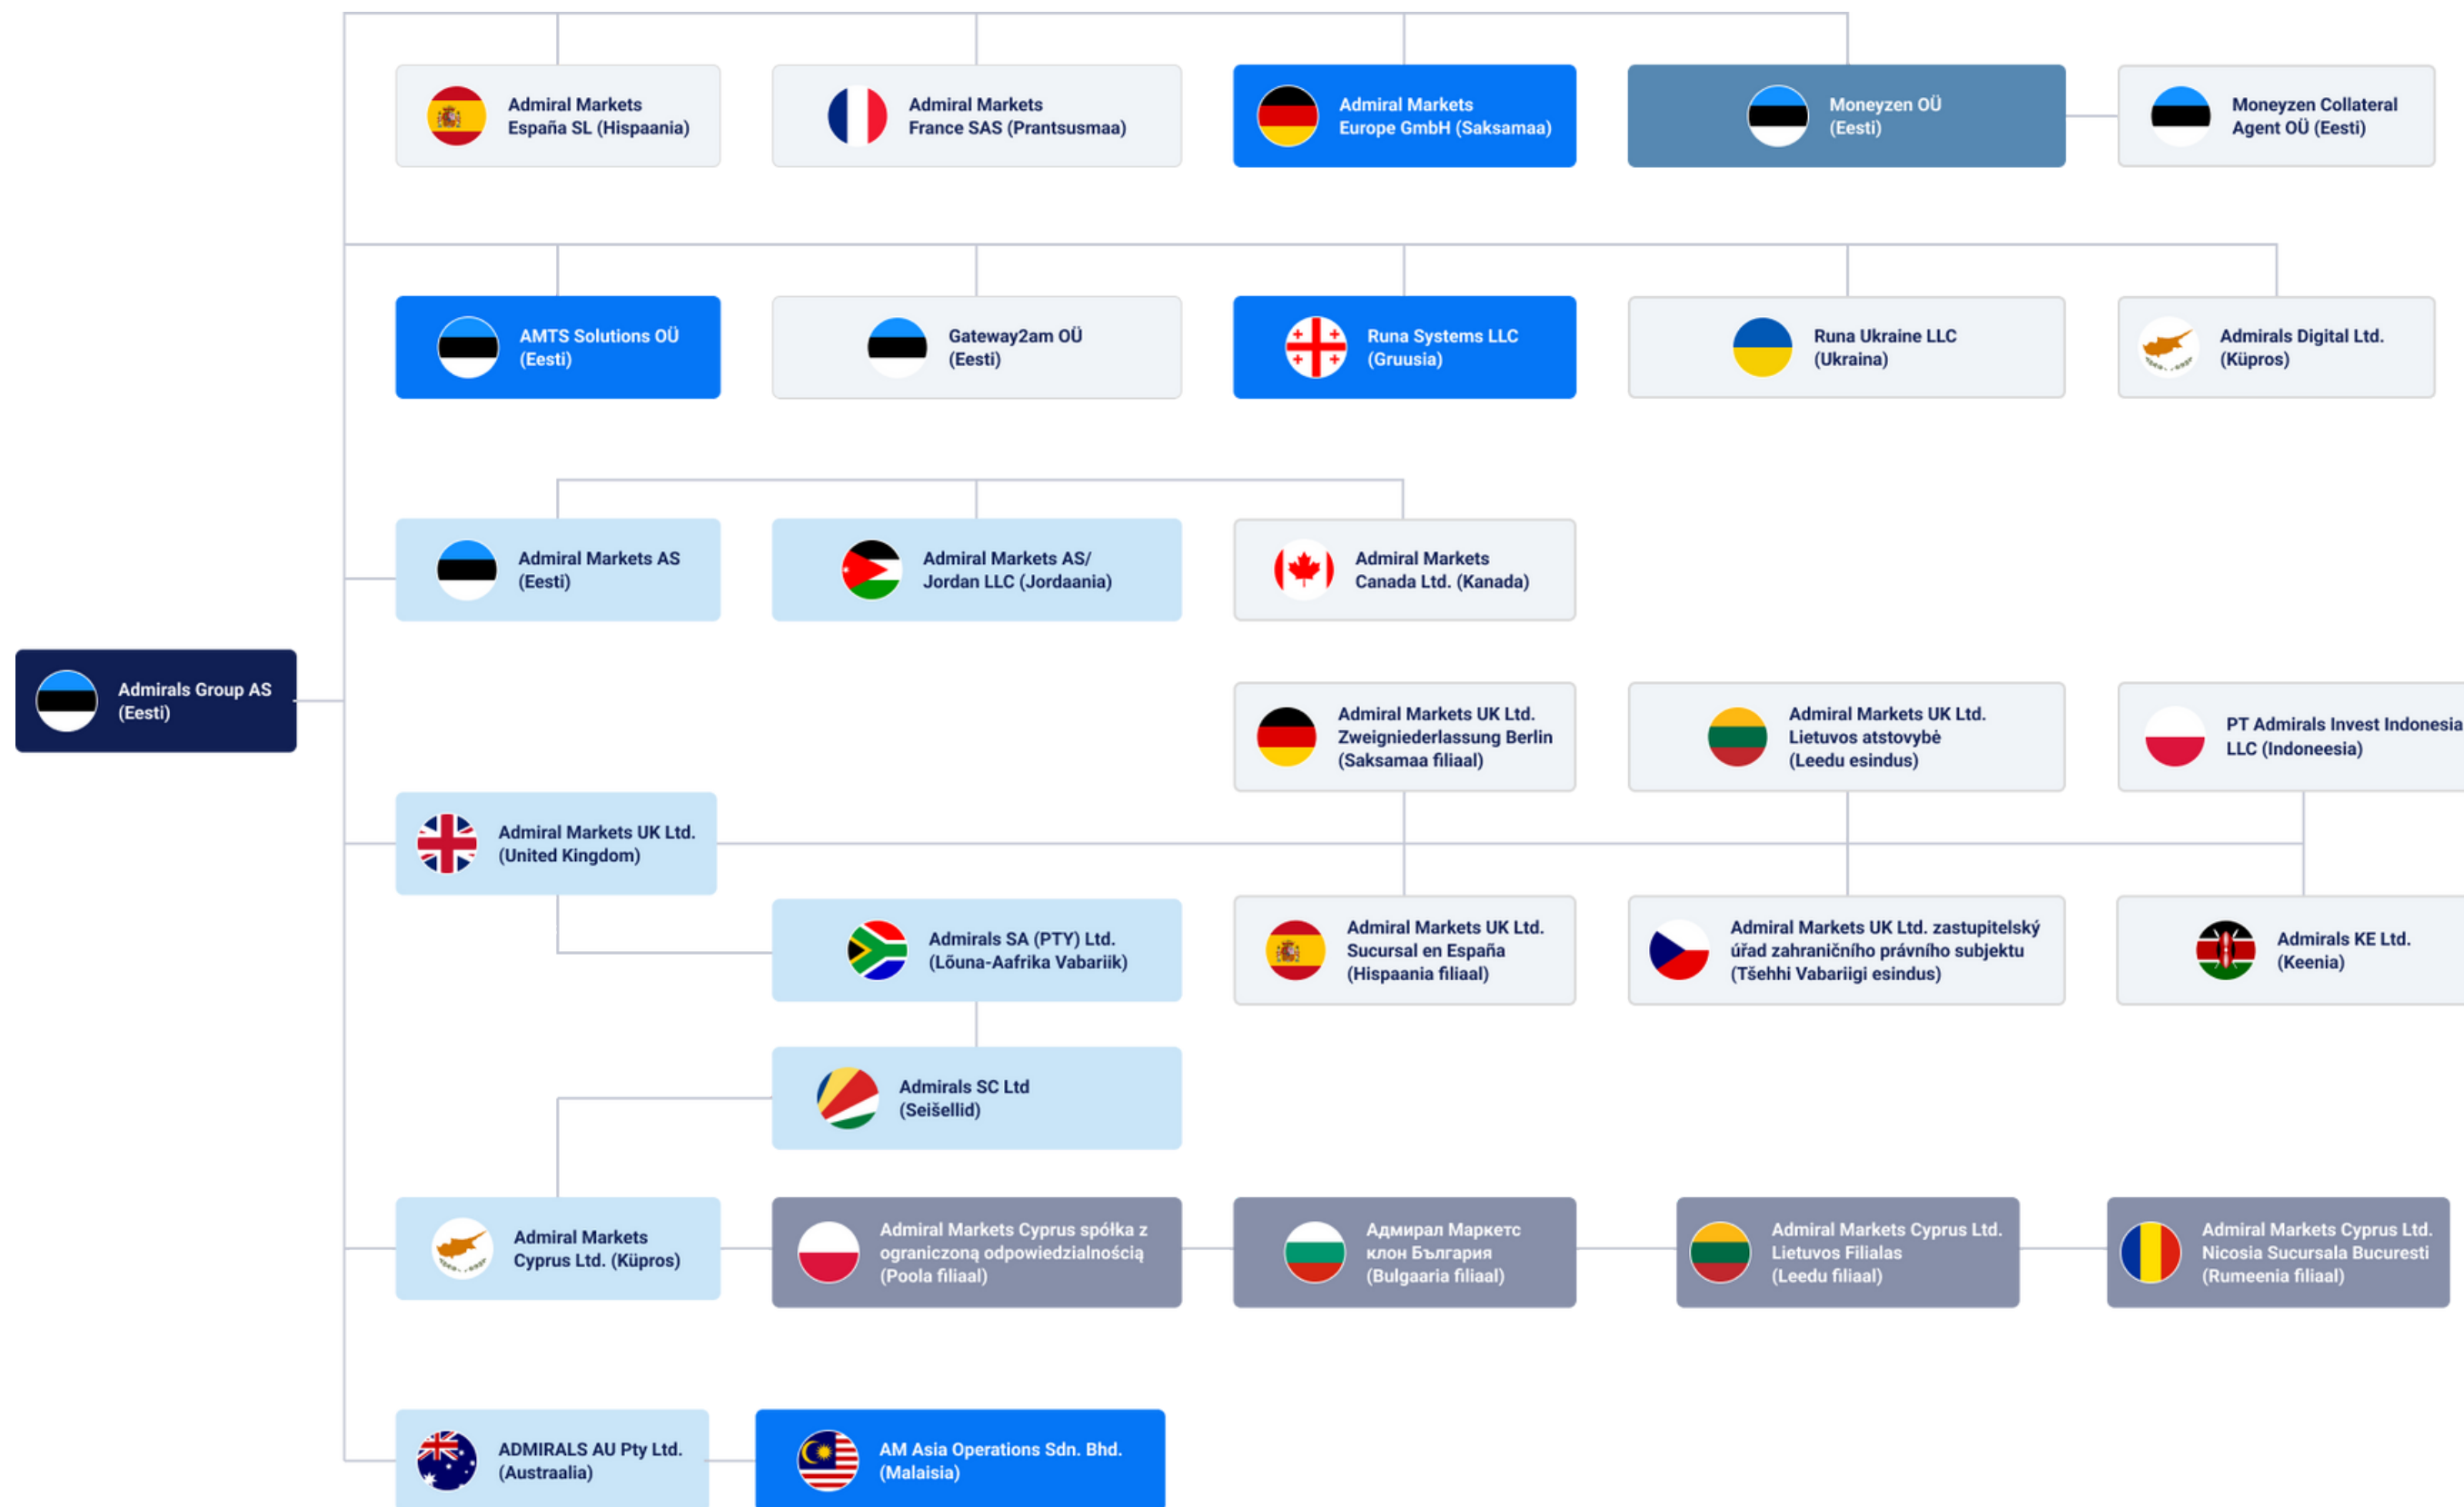 Admiral Markets
España SL (Hispaania)
Admiral Markets
France SAS (Prantsusmaa)
Admiral Markets
Europe GmbH (Saksamaa)
Moneyzen OÜ
(Eesti)
Moneyzen Collateral
Agent OÜ (Eesti)
AMTS Solutions OÜ
(Eesti)
Gateway2am OÜ
(Eesti)
Runa Systems LLC
(Gruusia)
Runa Ukraine LLC
(Ukraina)
Admirals Digital Ltd.
(Küpros)
Admiral Markets AS
(Eesti)
Admiral Markets AS/
Jordan LLC (Jordaania)
Admiral Markets
Canada Ltd. (Kanada)
Admirals Group AS
(Eesti)
Admiral Markets UK Ltd.
Zweigniederlassung Berlin
(Saksamaa filiaal)
Admiral Markets UK Ltd.
Lietuvos atstovybė
(Leedu esindus)
PT Admirals Invest Indonesia
LLC (Indoneesia)
Admiral Markets UK Ltd.
(United Kingdom)
Admirals SA (PTY) Ltd.
(Lõuna-Aafrika Vabariik)
Admiral Markets UK Ltd.
Sucursal en España
(Hispaania filiaal)
Admiral Markets UK Ltd. zastupitelský
úřad zahraničního právního subjektu
(Tšehhi Vabariigi esindus)
Admirals KE Ltd.
(Keenia)
Admirals SC Ltd
(Seišellid)
Admiral Markets
Cyprus Ltd. (Küpros)
Admiral Markets Cyprus spółka z
ograniczoną odpowiedzialnością
(Poola filiaal)
Адмирал Маркетс
клон България
(Bulgaaria filiaal)
Admiral Markets Cyprus Ltd.
Lietuvos Filialas
(Leedu filiaal)
Admiral Markets Cyprus Ltd.
Nicosia Sucursala Bucuresti
(Rumeenia filiaal)
ADMIRALS AU Pty Ltd.
(Austraalia)
AM Asia Operations Sdn. Bhd.
(Malaisia)